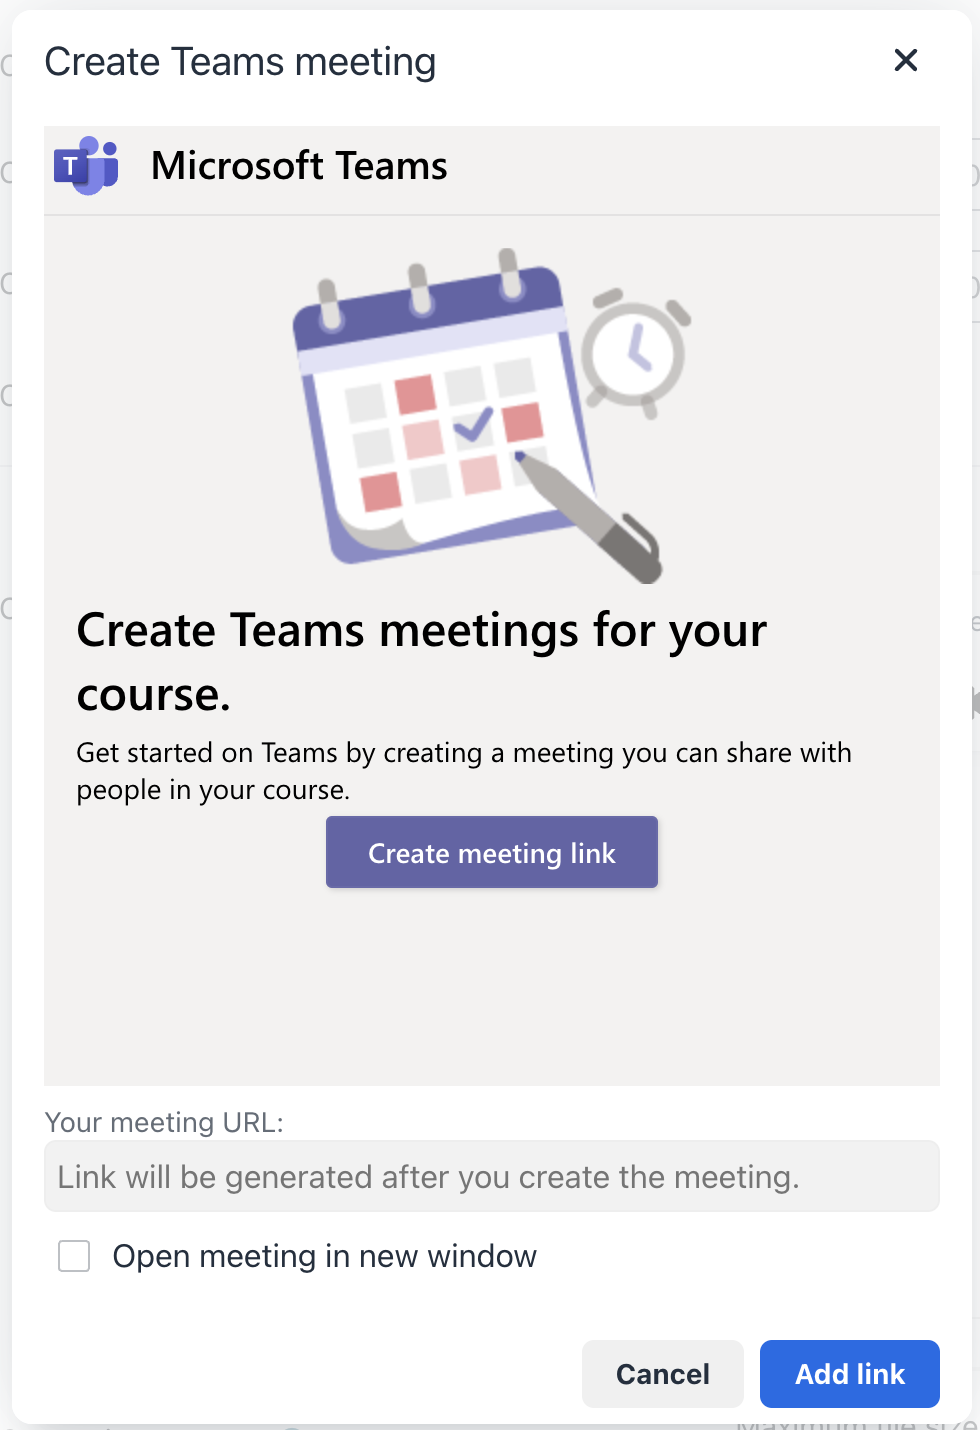 Create Teams meeting
T
Microsoft Teams
Create Teams meetings for your
course.
Get started on Teams by creating a meeting you can share with
people in your course.
Create meeting link
Your meeting URL:
Link will be generated after you create the meeting.
Open meeting in new window
Cancel
Add link
Maximum file size